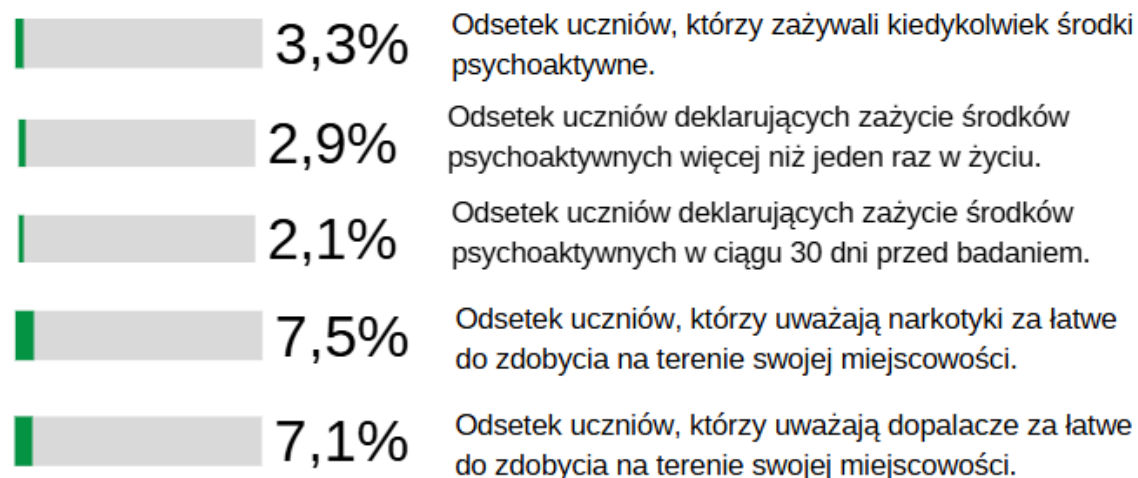 3,3%
Odsetek uczniów, którzy zażywali kiedykolwiek środki
psychoaktywne.
2,9%
Odsetek uczniów deklarujących zażycie środków
psychoaktywnych więcej niż jeden raz w życiu.
2,1%
Odsetek uczniów deklarujących zażycie środków
psychoaktywnych w ciągu 30 dni przed badaniem.
7,5%
Odsetek uczniów, którzy uważają narkotyki za łatwe
do zdobycia na terenie swojej miejscowości.
7,1%
Odsetek uczniów, którzy uważają dopalacze za łatwe
do zdobycia na terenie swojej miejscowości.